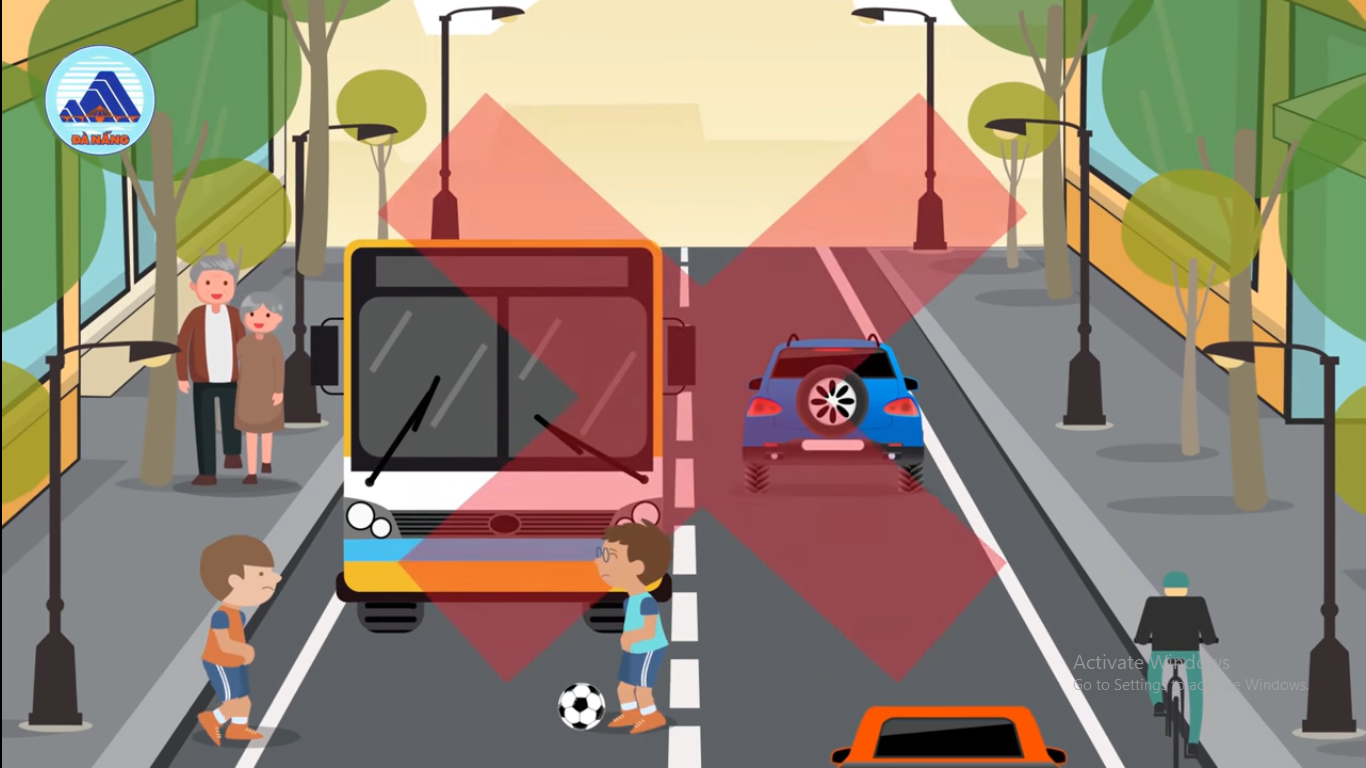 ĐÀ NẴNG
Activate Windows
Go to Settings to activate Windows.